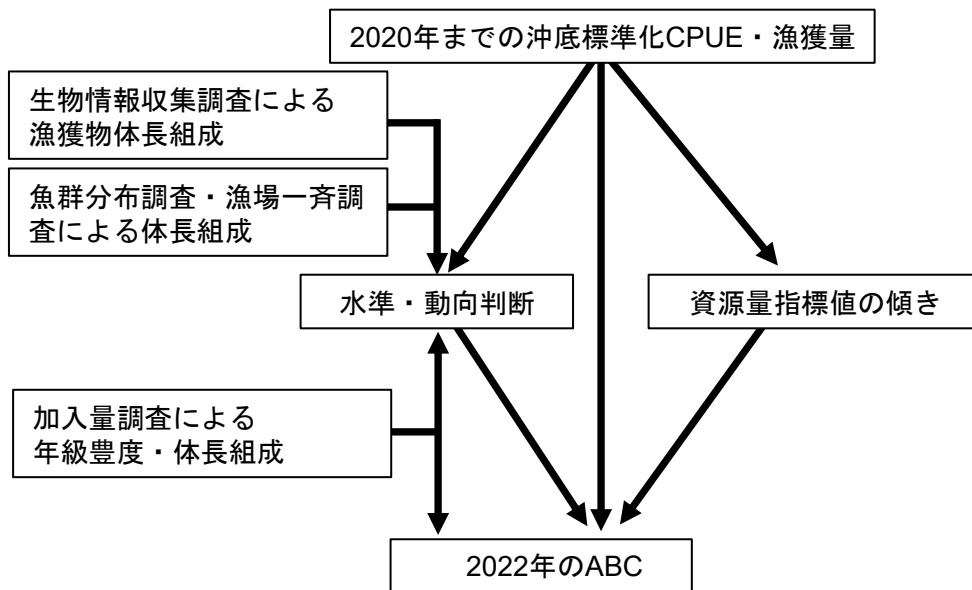 2020年までの沖底標準化CPUE・漁獲量
生物情報収集調査による
漁獲物体長組成
魚群分布調査・漁場一斉調
査による体長組成
水準・動向判断
資源量指標値の傾き
加入量調査による
年級豊度・体長組成
2022年のABC